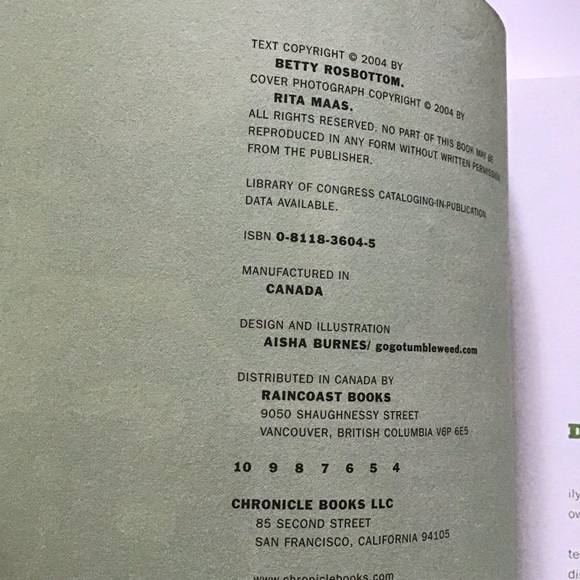 TEXT COPYRIGHT © 2004 BY
BETTY ROSBOTTOM.
COVER PHOTOGRAPH COPYRIGHT © 2004 BY
RITA MAAS.
ALL RIGHTS RESERVED. NO PART OF THIS BOOK MAY BE
REPRODUCED IN ANY FORM WITHOUT WRITTEN PERMISSION
FROM THE PUBLISHER.
LIBRARY OF CONGRESS CATALOGING-IN-PUBLICATION
DATA AVAILABLE.
ISBN 0-8118-3604-5
MANUFACTURED IN
CANADA
DESIGN AND ILLUSTRATION
AISHA BURNES/ gogotumbleweed.com
DISTRIBUTED IN CANADA BY
RAINCOAST BOOKS
9050 SHAUGHNESSY STREET
VANCOUVER, BRITISH COLUMBIA V6P 6E5
10 9 8 7 6 5 4
CHRONICLE BOOKS LLC
85 SECOND STREET
SAN FRANCISCO, CALIFORNIA 94105
www.chroniclebooks.com